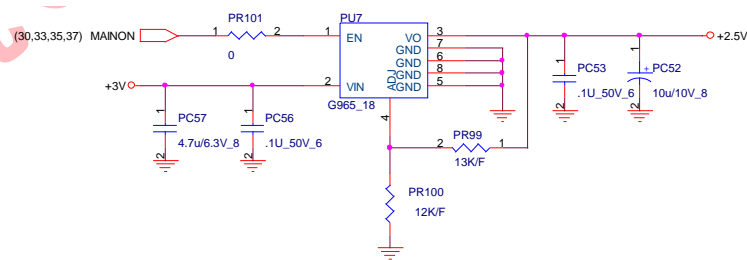 PR101
PU7
(30,33,35,37) MAINON
1
2
1
EN
VO
3
+2.5V
0
GND
7
GND
6
GND
8
GND
5
ADJ
+3V
2
VIN
G965_18
4
1
PC57
4.7u/6.3V_8
2
1
PC56
.1U_50V_6
2
1
PC53
.1U_50V_6
2
1
+
PC52
10u/10V_8
2
PR99
2
1
13K/F
PR100
12K/F